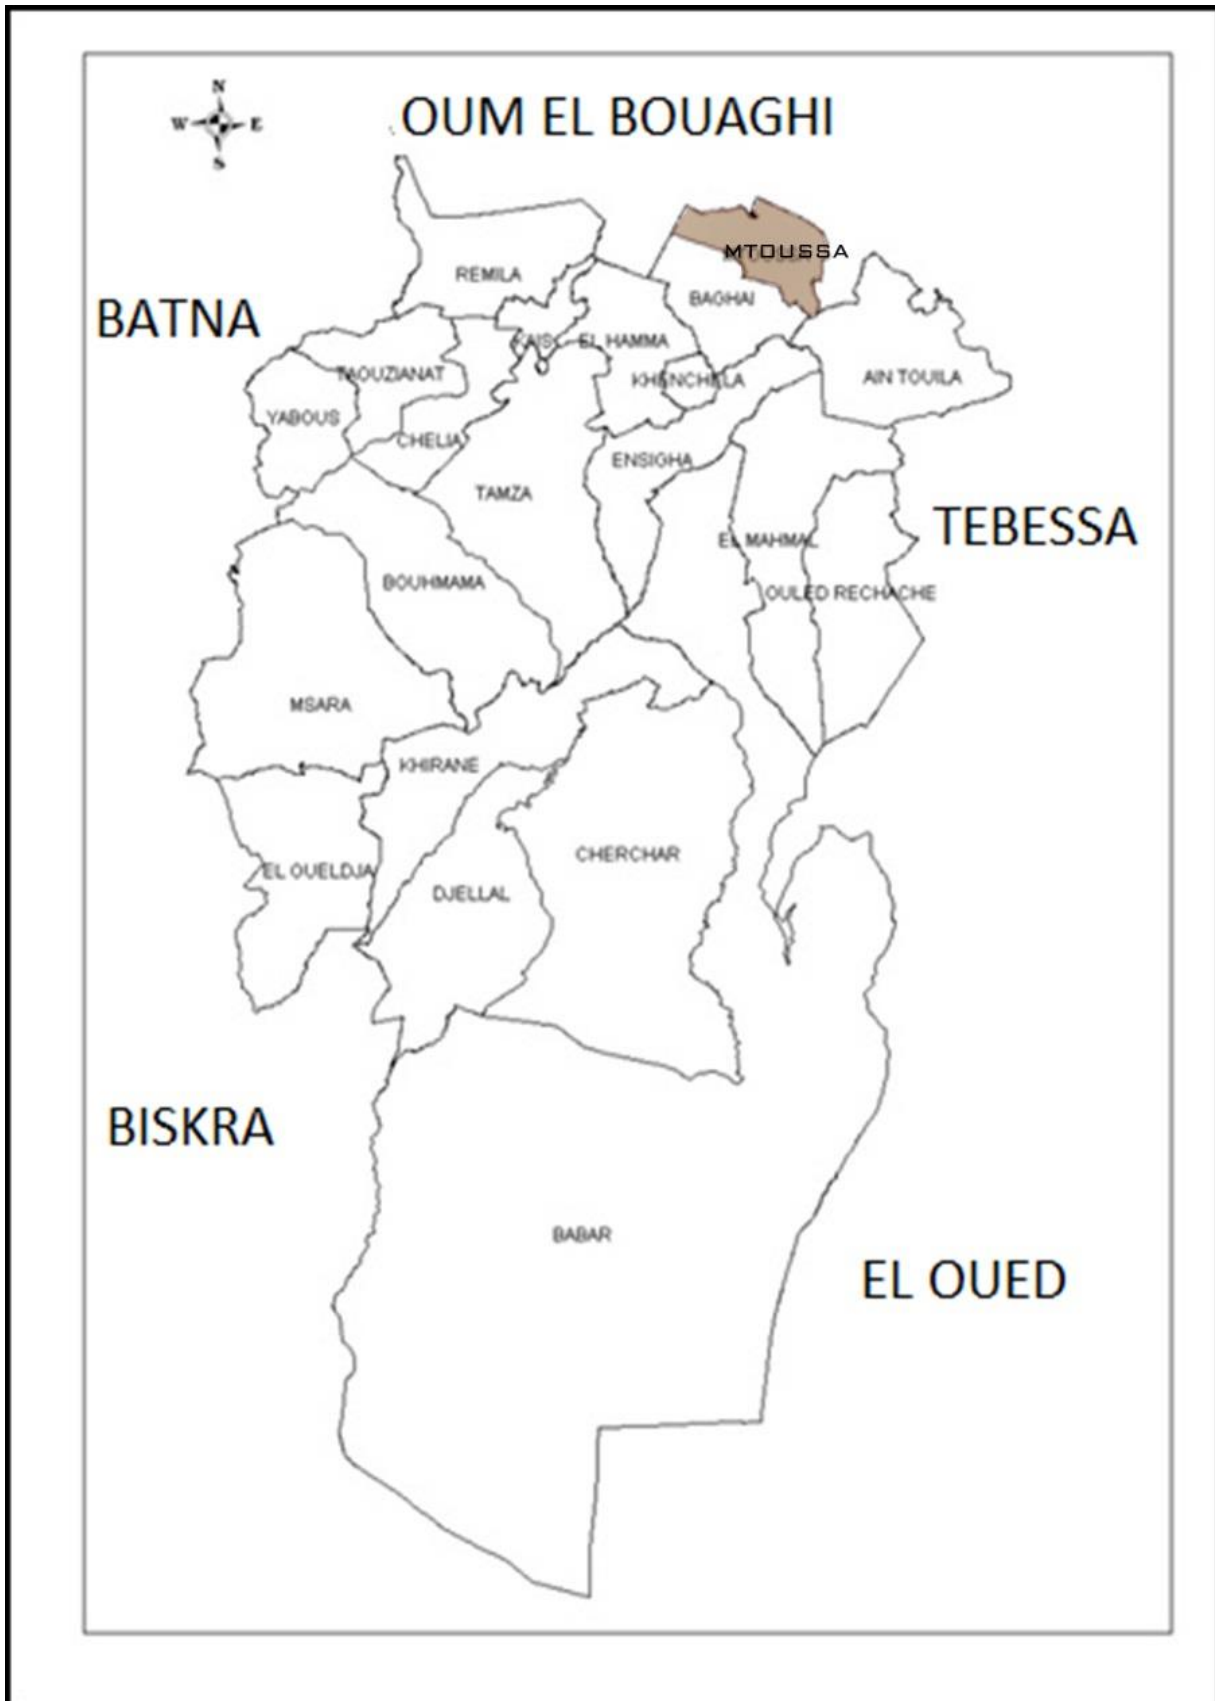 N
W E
S
OUM EL BOUAGHI
MTOUSSA
REMILA
BAGHAI
BATNA
KAIS
EL HAMMA
TAOUZIANAT
KHENCHELA
AIN TOUILA
YABOUS
CHELIA
ENSIGHA
TAMZA
TEBESSA
EL MAHMAL
BOUHMAMA
OULED RECHACHE
MSARA
KHIRANE
CHERCHAR
EL OUELDJA
DJELLAL
BISKRA
BABAR
EL OUED